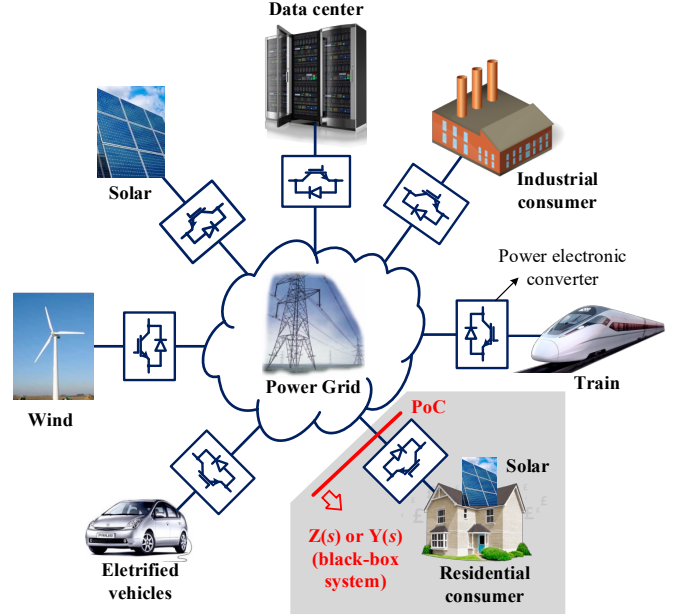 Data center
Solar
Industrial
consumer
Power electronic
converter
Power Grid
Wind
Train
PoC
Solar
Z(s) or Y(s)
(black-box
system)
Eletrified
vehicles
Residential
consumer